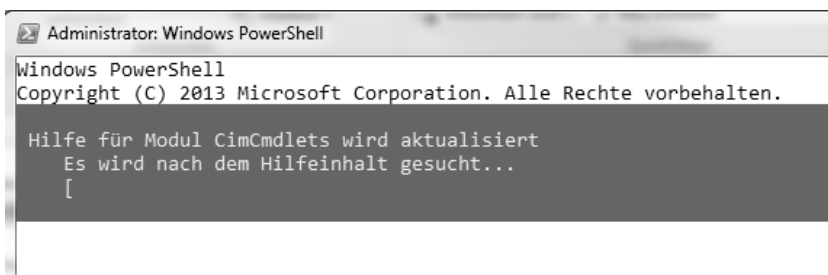 Administrator: Windows PowerShell
Windows PowerShell
Copyright (C) 2013 Microsoft Corporation. Alle Rechte vorbehalten.
Hilfe für Modul CimCmdlets wird aktualisiert
Es wird nach dem Hilfeinhalt gesucht...
[